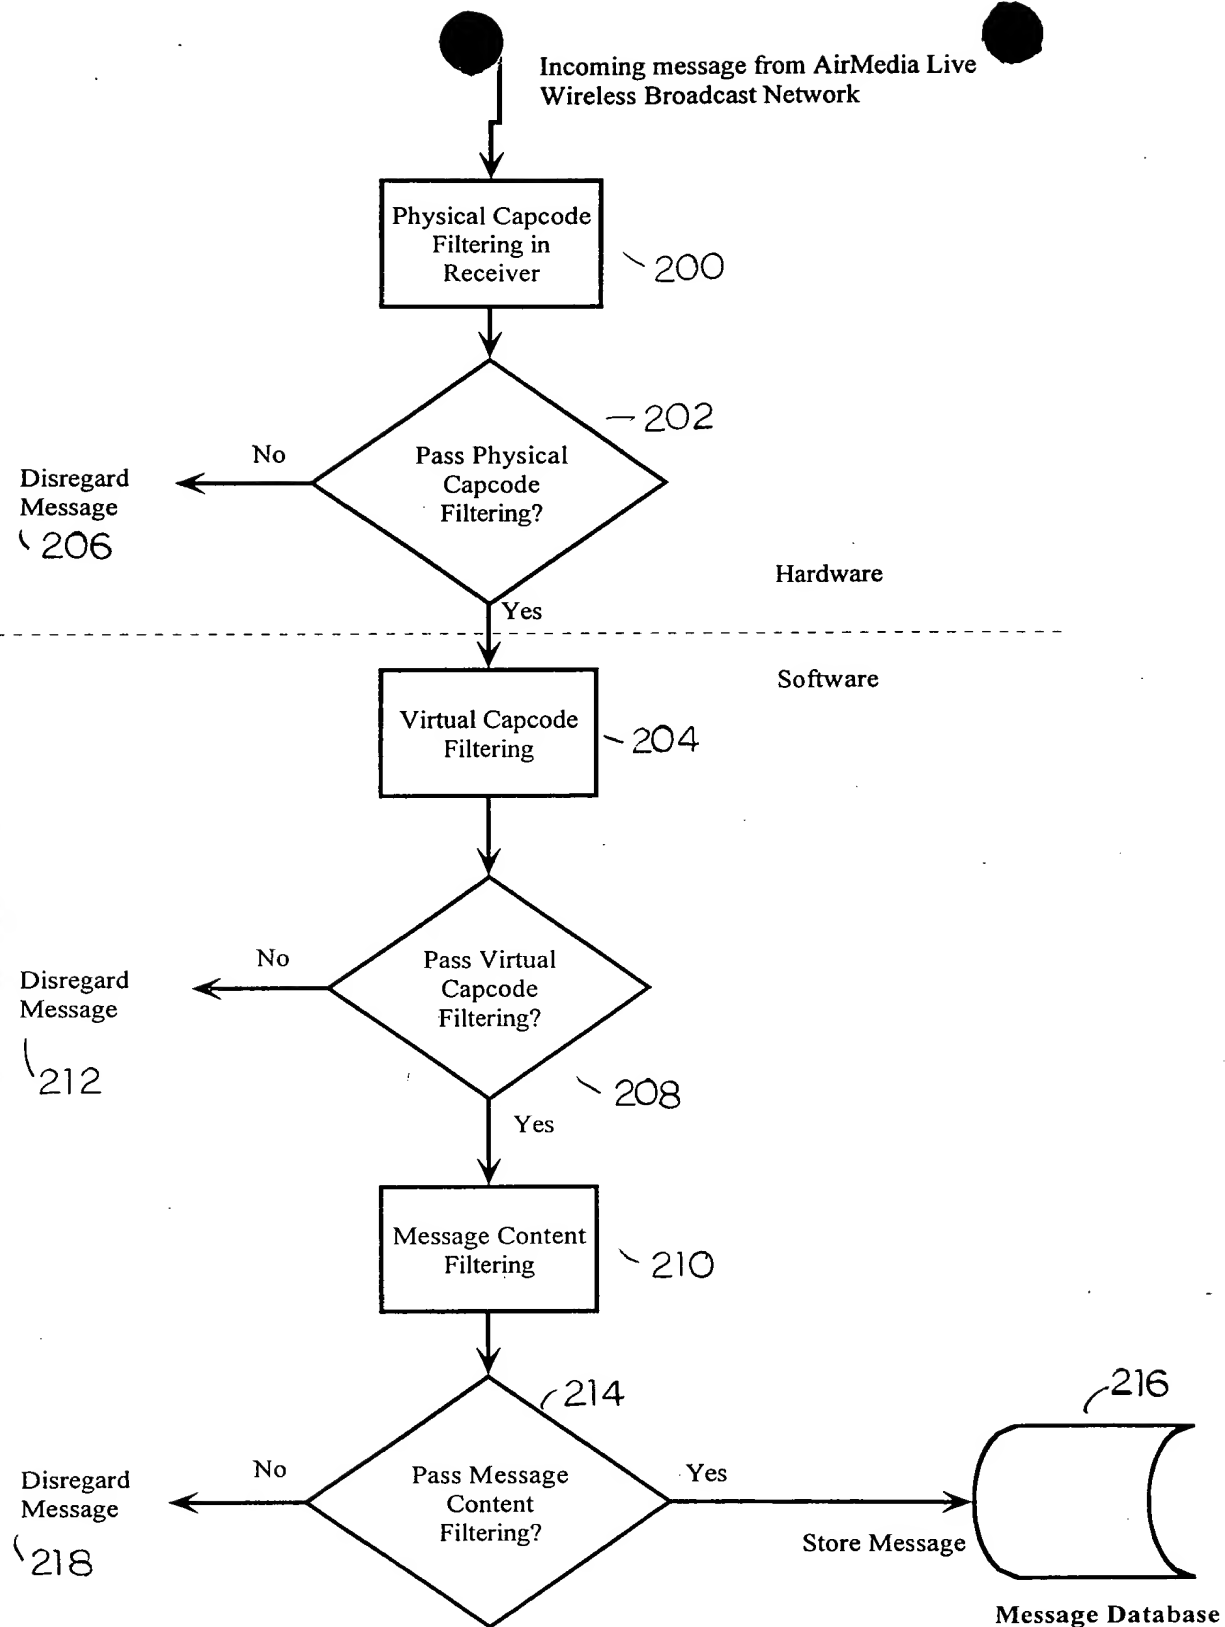 Incoming message from AirMedia Live
Wireless Broadcast Network
Physical Capcode
Filtering in
Receiver
200
202
No
Pass Physical
Capcode
Filtering?
Disregard
Message
206
Hardware
Yes
Software
Virtual Capcode
Filtering
204
No
Pass Virtual
Capcode
Filtering?
Disregard
Message
212
208
Yes
Message Content
Filtering
210
214
216
No
Pass Message
Content
Filtering?
Yes
Disregard
Message
218
Store Message
Message Database